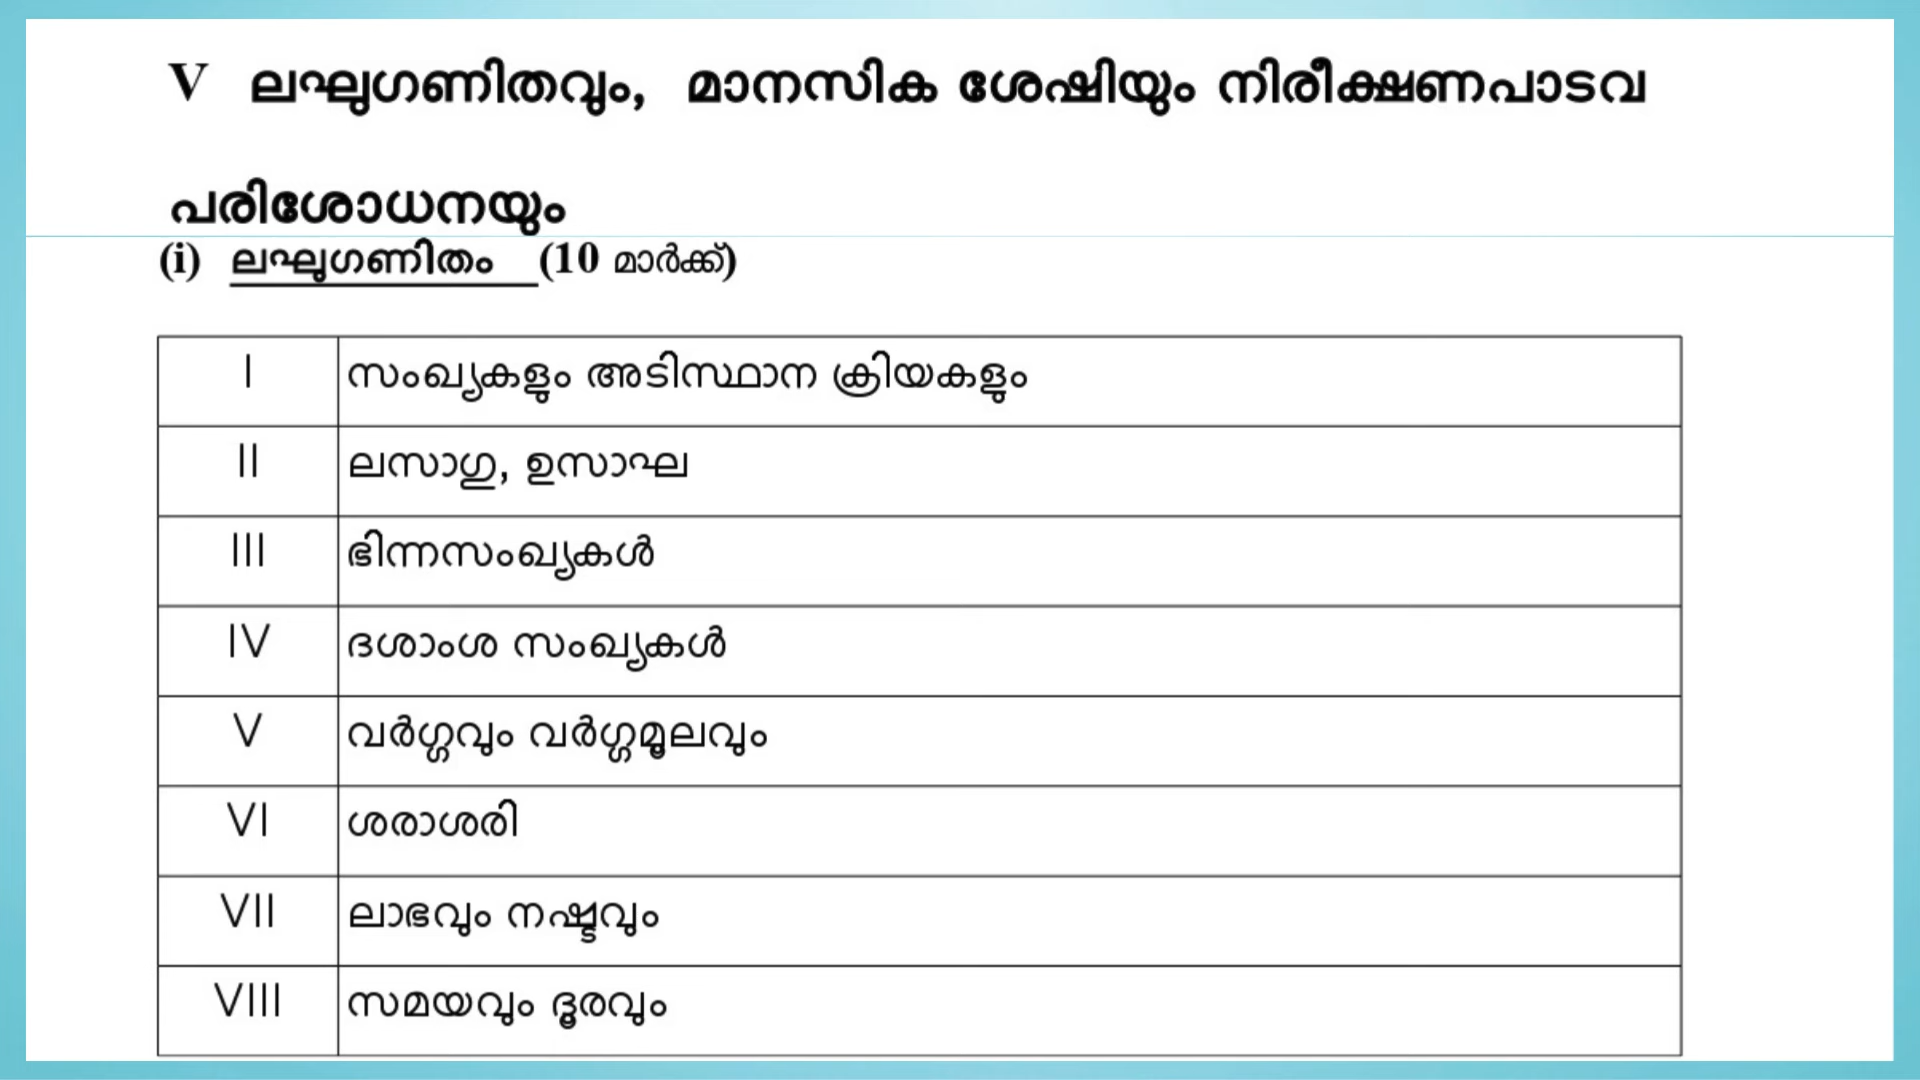 V ലഘുഗണിതവും, മാനസിക ശേഷിയും നിരീക്ഷണപാടവ
പരിശോധനയും
(i) ലഘുഗണിതം (10 മാർക്ക്)
I സംഖ്യകളും അടിസ്ഥാന ക്രിയകളും
II ലസാഗു, ഉസാഘ
III ഭിന്നസംഖ്യകൾ
IV ദശാംശ സംഖ്യകൾ
V വർഗ്ഗവും വർഗ്ഗമൂലവും
VI ശരാശരി
VII ലാഭവും നഷ്ടവും
VIII സമയവും ദൂരവും